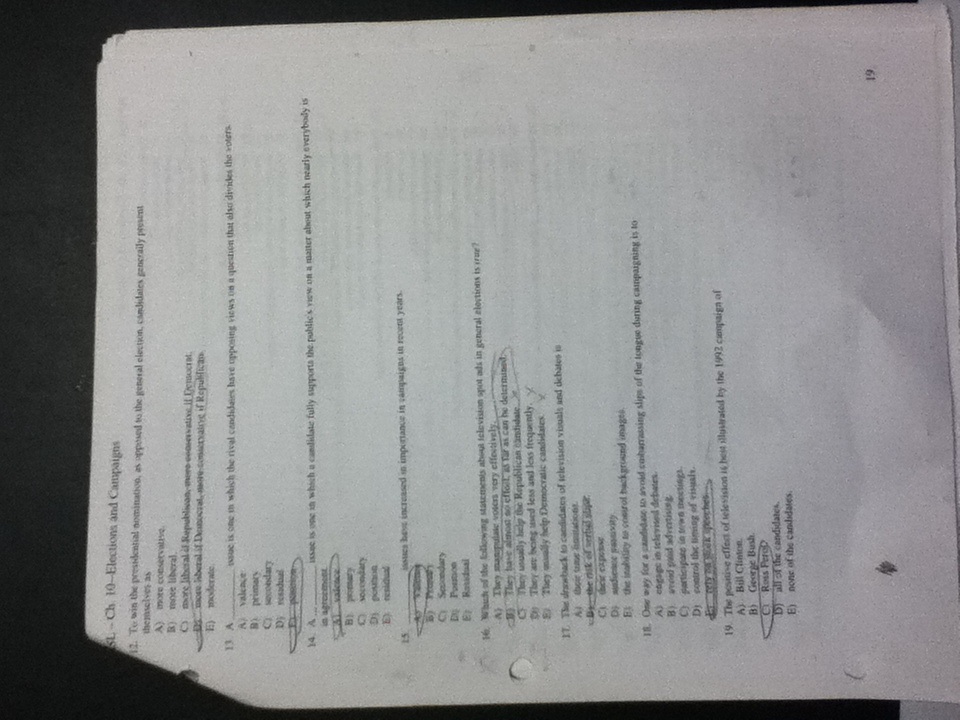 SL – Ch. 10–Elections and Campaigns
12. To win the presidential nomination, as opposed to the general election, candidates generally present
themselves as
A) more conservative.
B) more liberal.
C) more liberal if Republican, more conservative if Democrat.
D) more liberal if Democrat, more conservative if Republican.
E) moderate.
13. A ________ issue is one in which the rival candidates have opposing views on a question that also divides the voters.
A) valence
B) primary
C) secondary
D) residual
E) position
14. A ________ issue is one in which a candidate fully supports the public's view on a matter about which nearly everybody is
in agreement.
A) valence
B) primary
C) secondary
D) position
E) residual
15. ________ issues have increased in importance in campaigns in recent years.
A) Valence
B) Primary
C) Secondary
D) Position
E) Residual
16. Which of the following statements about television spot ads in general elections is true?
A) They manipulate voters very effectively.
B) They have almost no effect, as far as can be determined.
C) They usually help the Republican candidate.
D) They are being used less and less frequently.
E) They usually help Democratic candidates.
17. The drawback to candidates of television visuals and debates is
A) their time limitations.
B) the risk of verbal slips.
C) their expense.
D) audience passivity.
E) the inability to control background images.
18. One way for a candidate to avoid embarrassing slips of the tongue during campaigning is to
A) engage in televised debates.
B) avoid paid advertising.
C) participate in town meetings.
D) control the timing of visuals.
E) rely on stock speeches.
19. The positive effect of television is best illustrated by the 1992 campaign of
A) Bill Clinton.
B) George Bush.
C) Ross Perot.
D) all of the candidates.
E) none of the candidates.
19